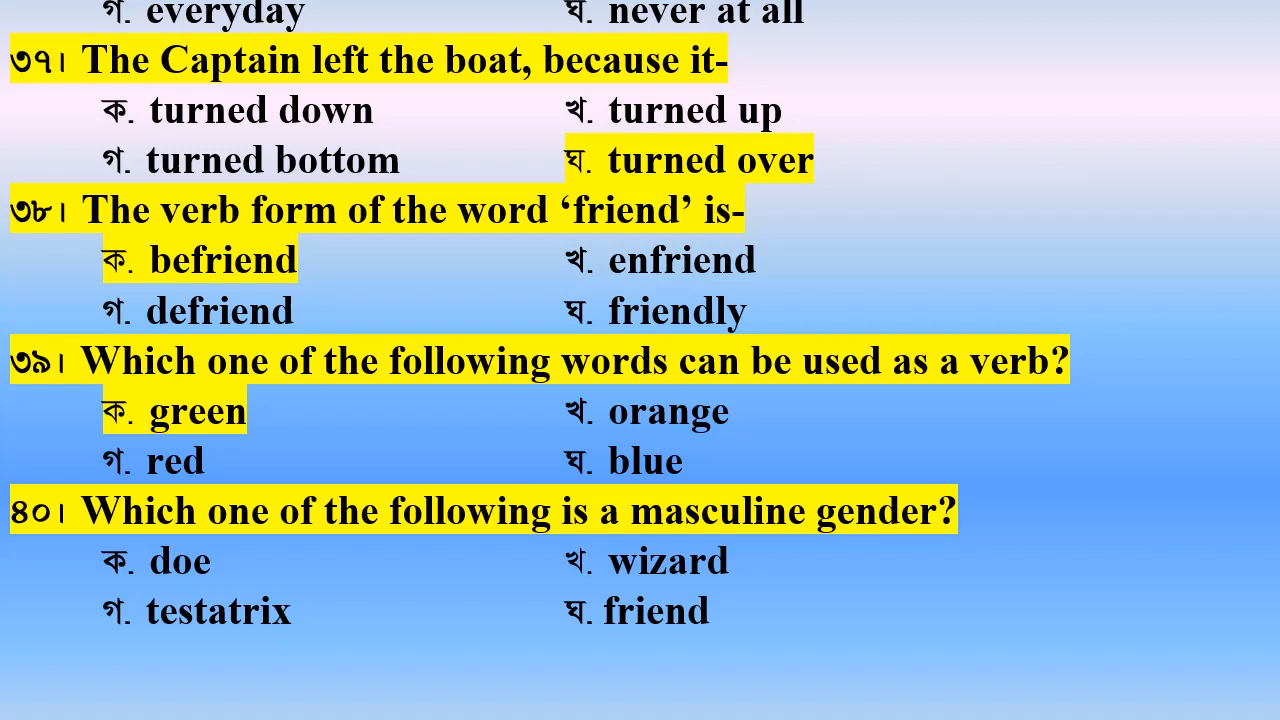 গ. everyday ঘ. never at all
৩৭। The Captain left the boat, because it-
ক. turned down খ. turned up
গ. turned bottom ঘ. turned over
৩৮। The verb form of the word ‘friend’ is-
ক. befriend খ. enfriend
গ. defriend ঘ. friendly
৩৯। Which one of the following words can be used as a verb?
ক. green খ. orange
গ. red ঘ. blue
৪০। Which one of the following is a masculine gender?
ক. doe খ. wizard
গ. testatrix ঘ. friend